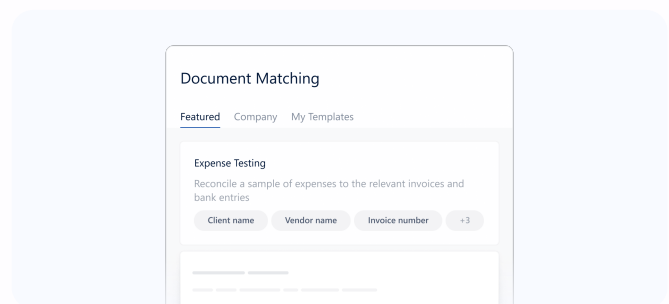 Document Matching
Featured Company My Templates
Expense Testing
Reconcile a sample of expenses to the relevant invoices and
bank entries
Client name Vendor name Invoice number +3